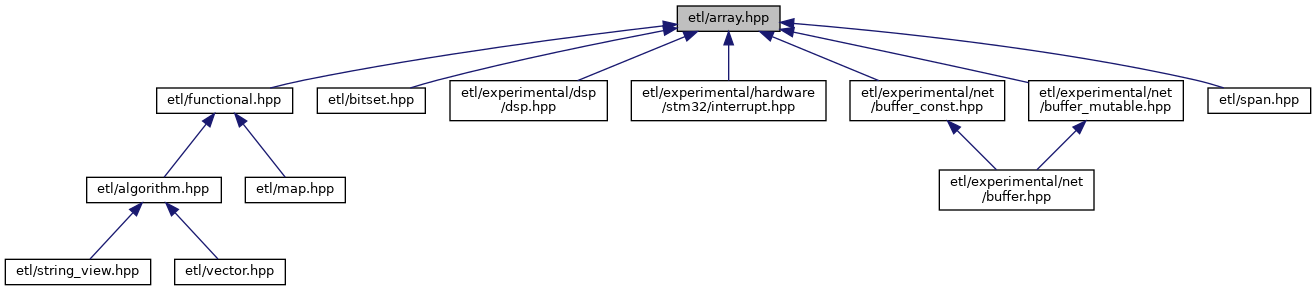 etl/array.hpp
etl/functional.hpp
etl/bitset.hpp
etl/experimental/dsp
/dsp.hpp
etl/experimental/hardware
/stm32/interrupt.hpp
etl/experimental/net
/buffer_const.hpp
etl/experimental/net
/buffer_mutable.hpp
etl/span.hpp
etl/algorithm.hpp
etl/map.hpp
etl/experimental/net
/buffer.hpp
etl/string_view.hpp
etl/vector.hpp